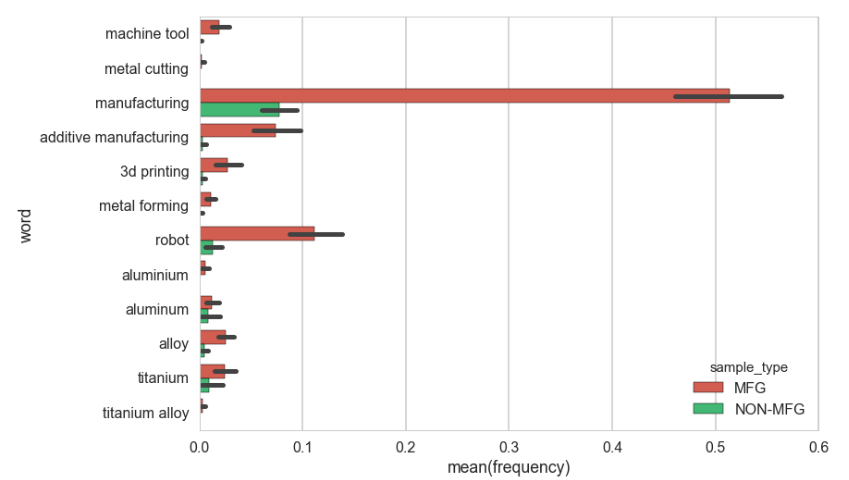 machine tool
metal cutting
manufacturing
additive manufacturing
3d printing
metal forming
robot
aluminium
aluminum
alloy
titanium
titanium alloy
word
sample_type
MFG
NON-MFG
0.0 0.1 0.2 0.3 0.4 0.5 0.6
mean(frequency)